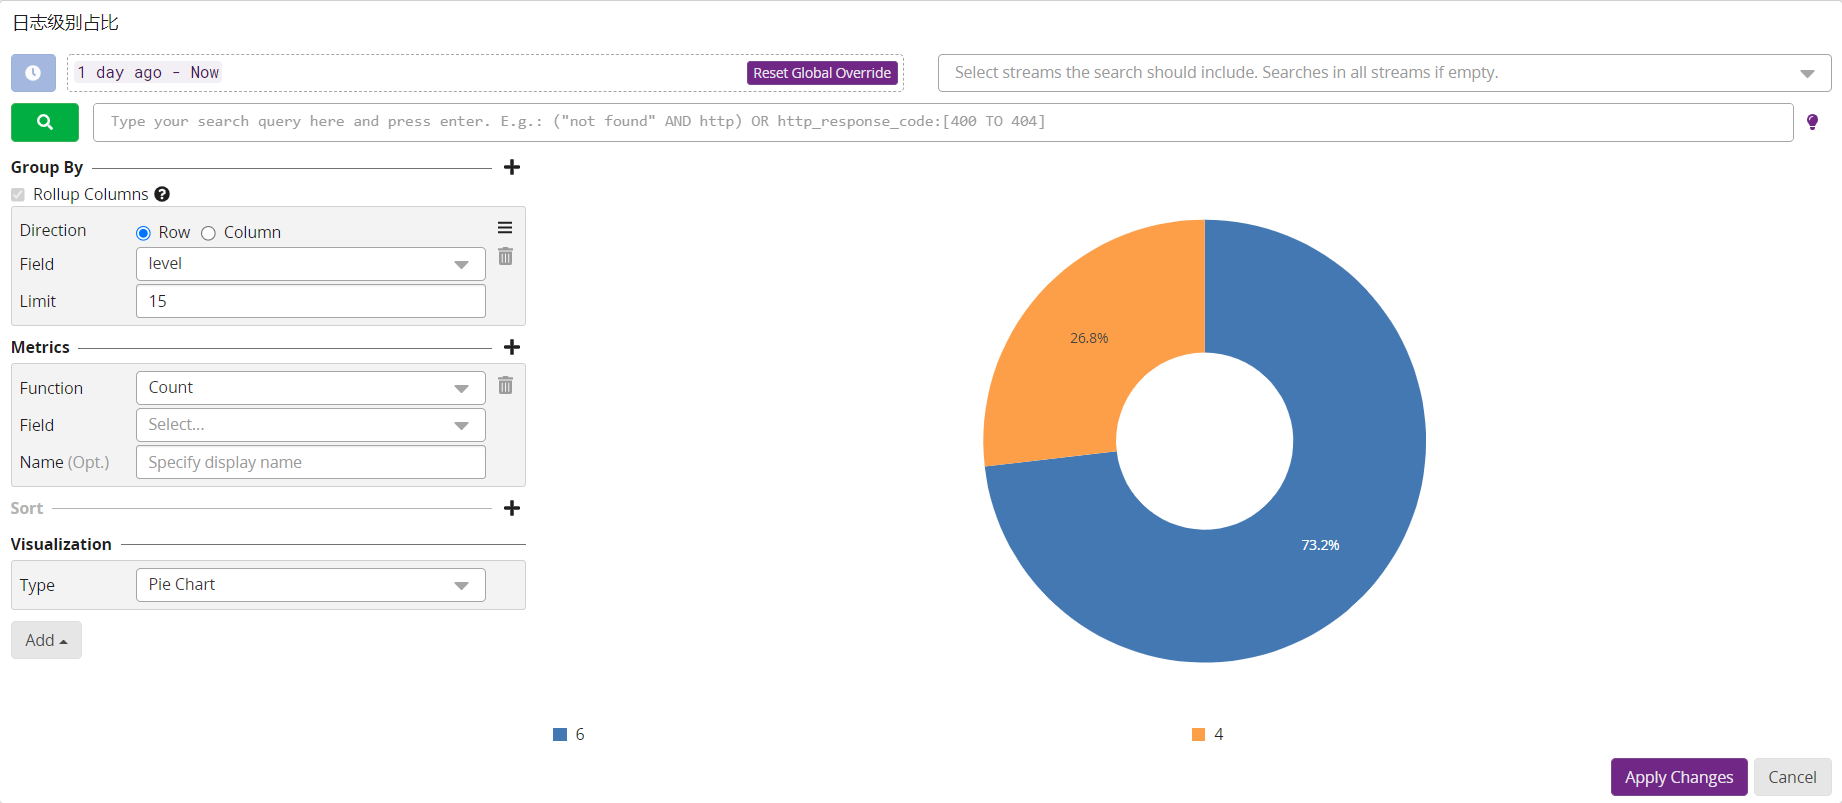 日志级别占比
1 day ago - Now
Reset Global Override
Select streams the search should include. Searches in all streams if empty.
Type your search query here and press enter. E.g.: ("not found" AND http) OR http_response_code:[400 TO 404]
Group By
Rollup Columns
Direction Row Column
Field level
Limit 15
Metrics
Function Count
Field Select...
Name (Opt.) Specify display name
Sort
Visualization
Type Pie Chart
Add
26.8%
73.2%
6
4
Apply Changes
Cancel